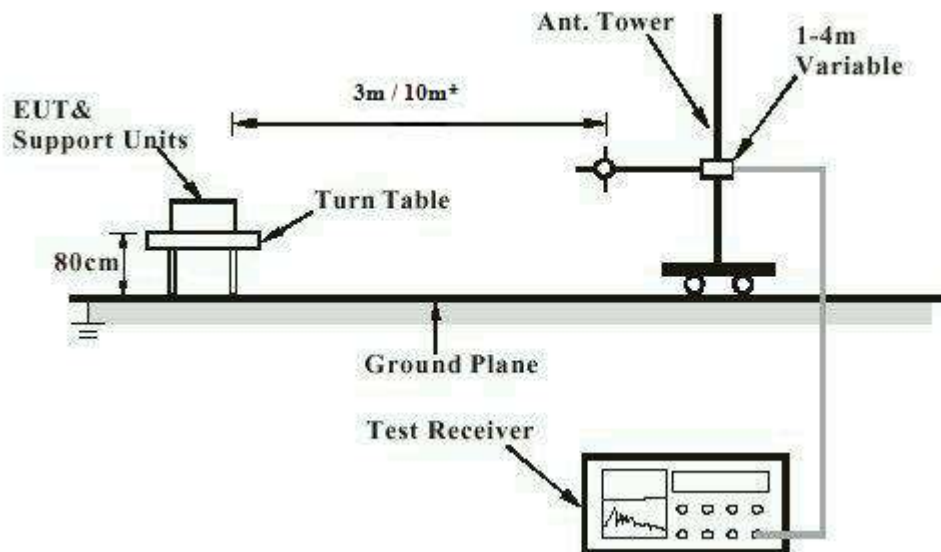 Ant. Tower
1-4m
Variable
3m / 10m*
EUT&
Support Units
Turn Table
80cm
Ground Plane
Test Receiver